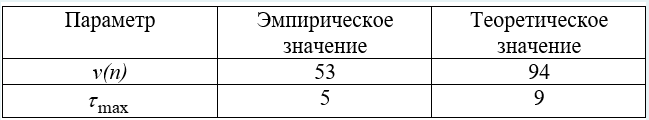 Параметр Эмпирическое значение Теоретическое значение
v(n) 53 94
τmax 5 9